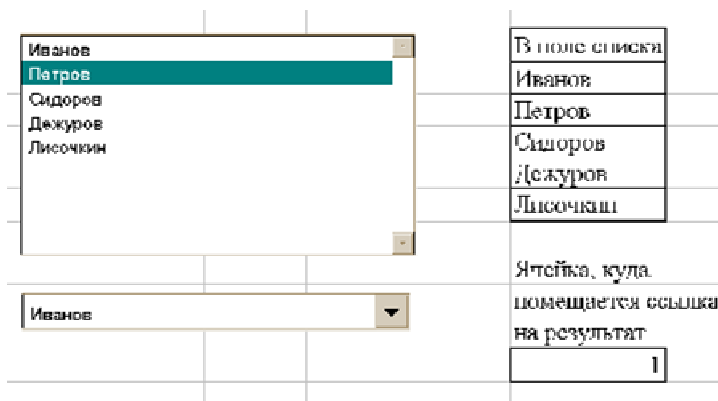 Иванов
Петров
Сидоров
Дежуров
Лисочкин
Иванов
В поле списка
Иванов
Петров
Сидоров
Дежуров
Лисочкин
Ячейка, куда
помещается ссылка
на результат
1